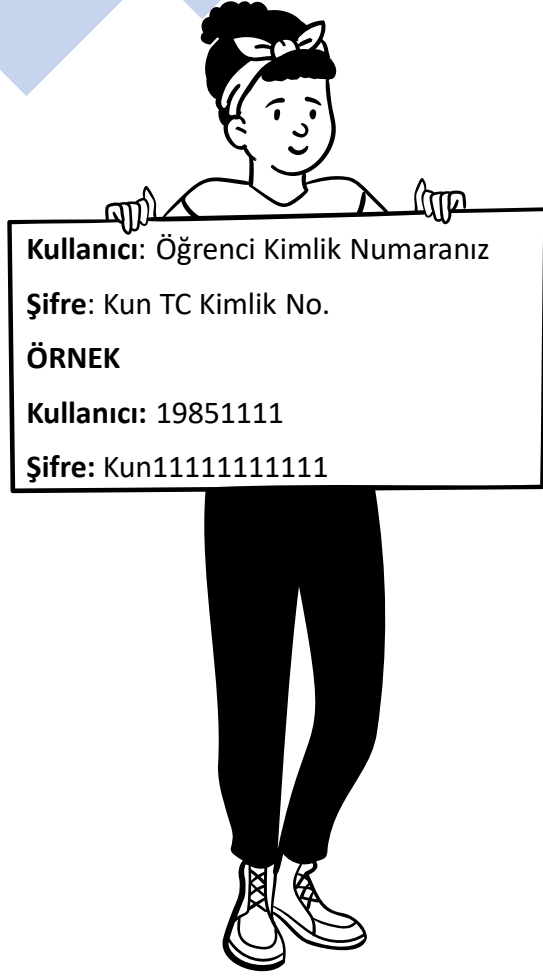 Kullanıcı: Öğrenci Kimlik Numaranız
Şifre: Kun TC Kimlik No.
ÖRNEK
Kullanıcı: 19851111
Şifre: Kun11111111111